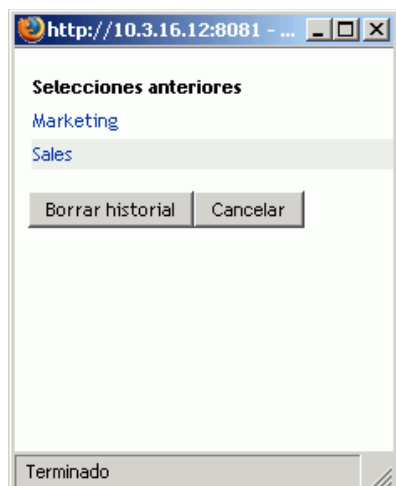 http://10.3.16.12:8081 - ...
Selecciones anteriores
Marketing
Sales
Borrar historial Cancelar
Terminado